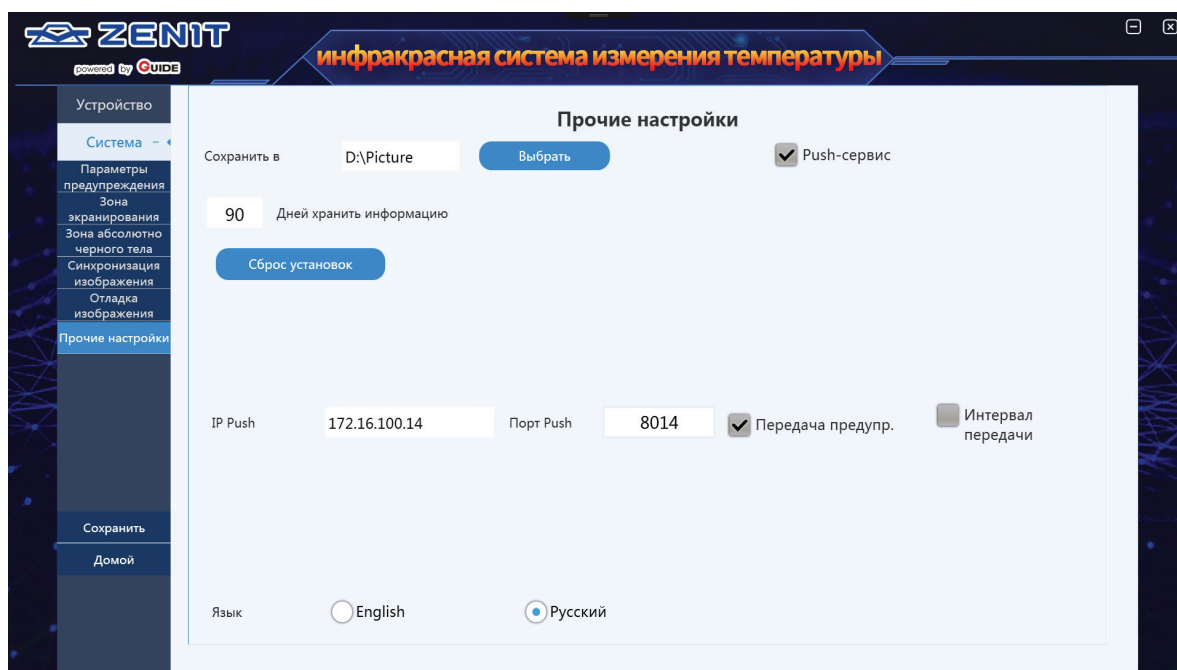 ZENIT
powered by GUIDE
инфракрасная система измерения температуры
Устройство
Система –
Параметры
предупреждения
Зона
экранирования
Зона абсолютно
черного тела
Синхронизация
изображения
Отладка
изображения
Прочие настройки
Сохранить
Домой
Прочие настройки
Сохранить в D:\Picture Выбрать Push-сервис
90 Дней хранить информацию
Сброс установок
IP Push 172.16.100.14 Порт Push 8014 Передача предупр. Интервал
передачи
Язык English Русский